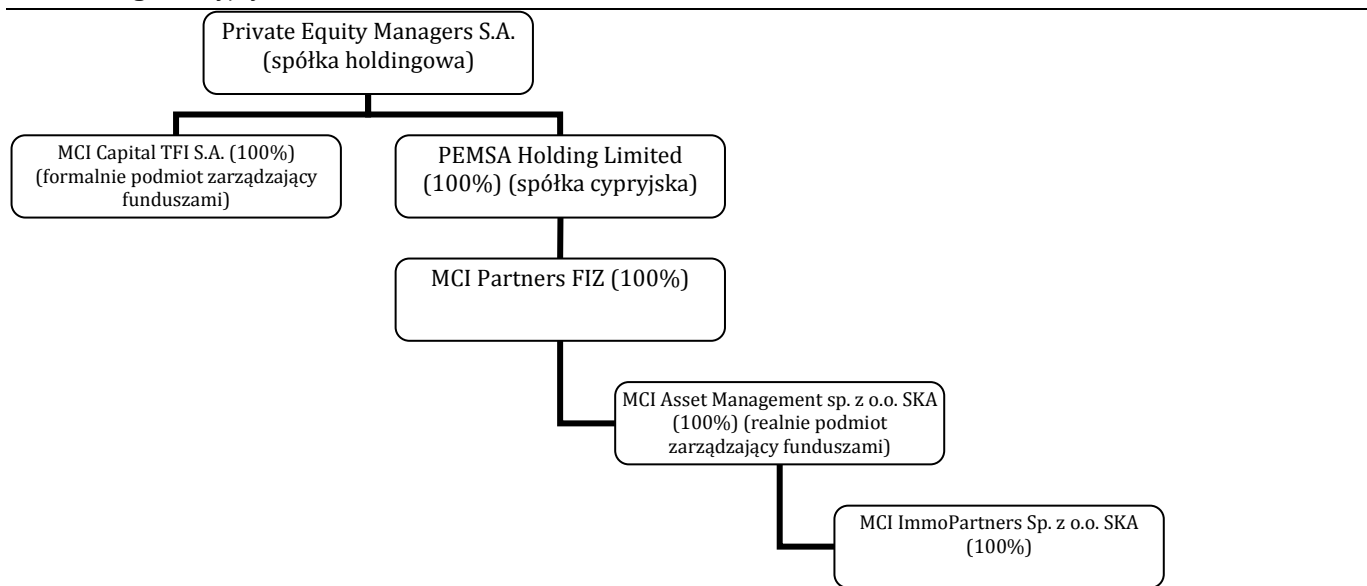 Private Equity Managers S.A.
(spółka holdingowa)
MCI Capital TFI S.A. (100%)
(formalnie podmiot zarządzający
funduszami)
PEMSA Holding Limited
(100%) (spółka cypryjska)
MCI Partners FIZ (100%)
MCI Asset Management sp. z o.o. SKA
(100%) (realnie podmiot
zarządzający funduszami)
MCI ImmoPartners Sp. z o.o. SKA
(100%)